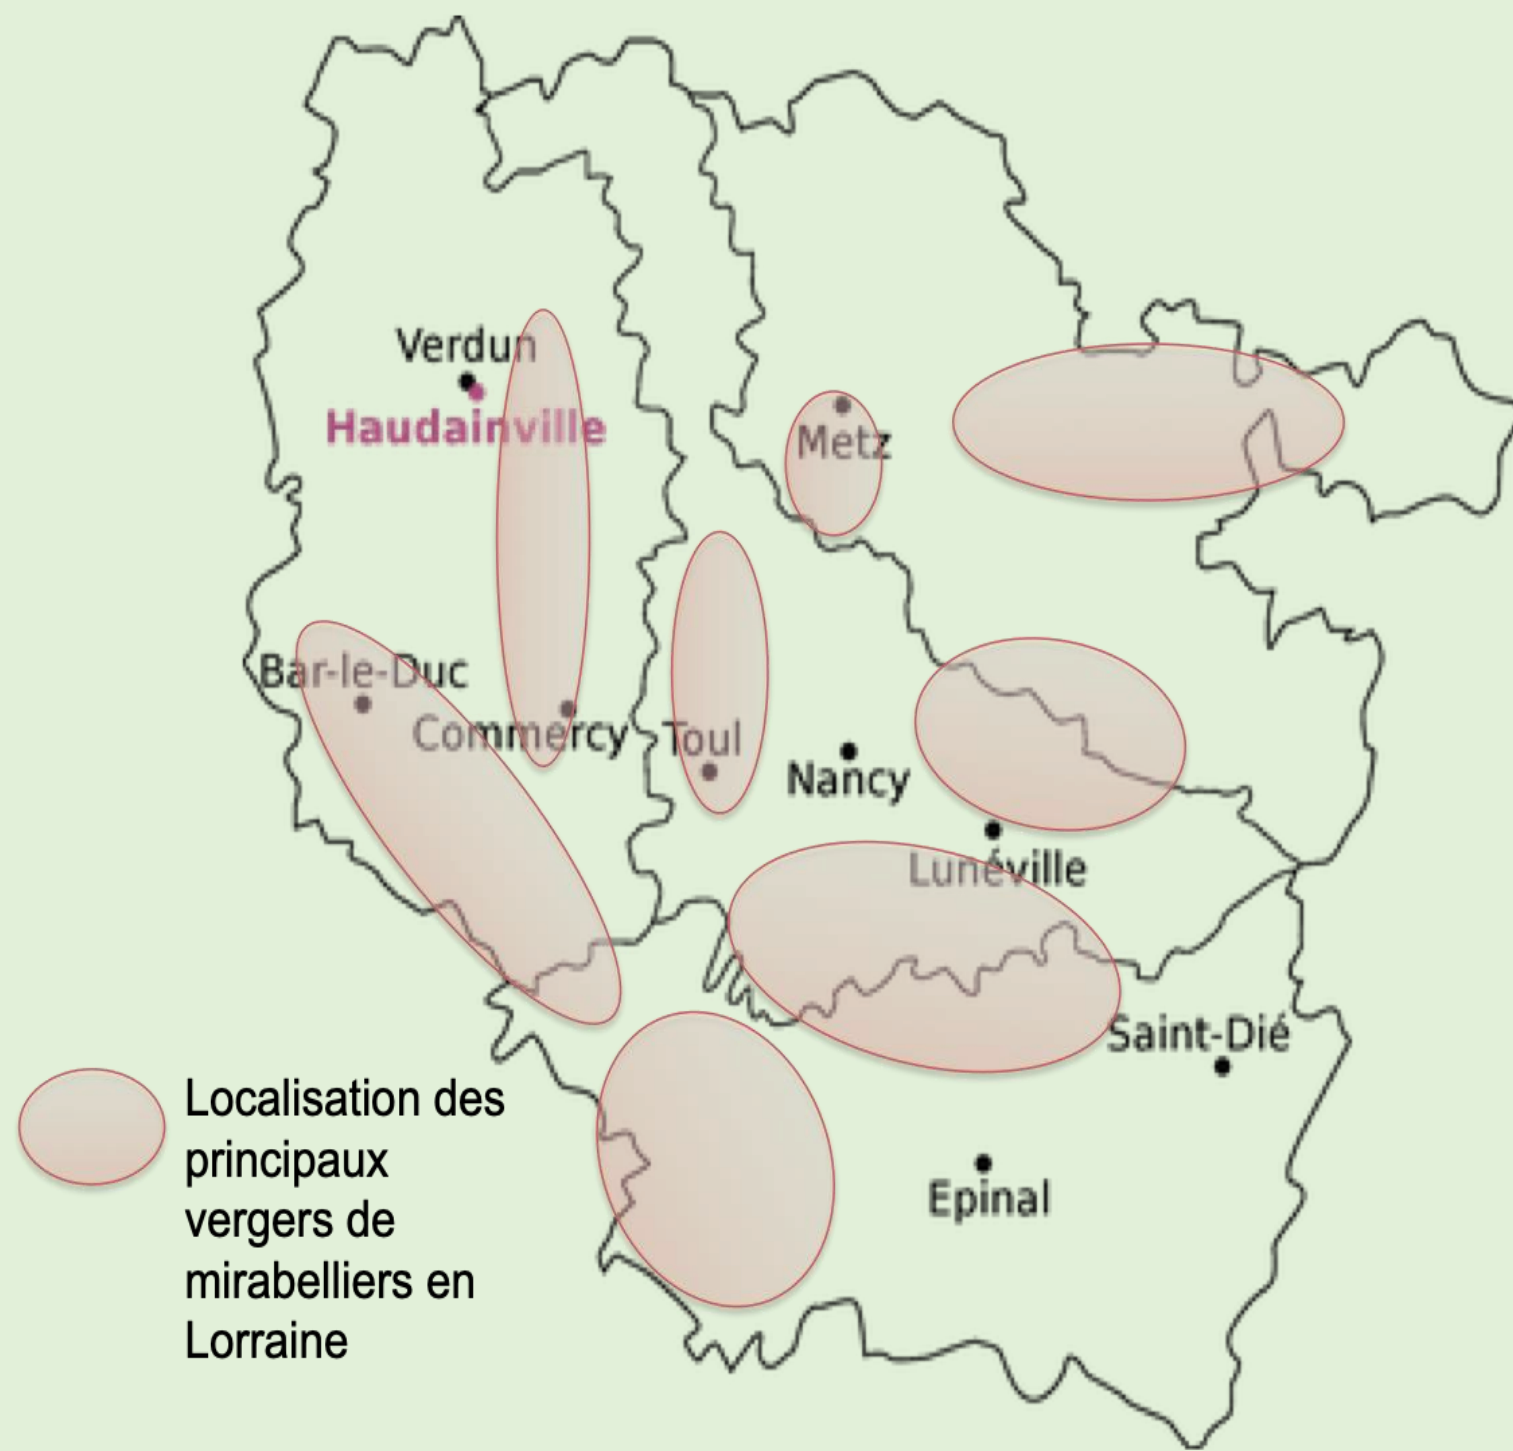 Verdun
Haudainville
Metz
Bar-le-Duc
Commercy
Toul
Nancy
Lunéville
Saint-Dié
Epinal
Localisation des
principaux
vergers de
mirabelliers en
Lorraine